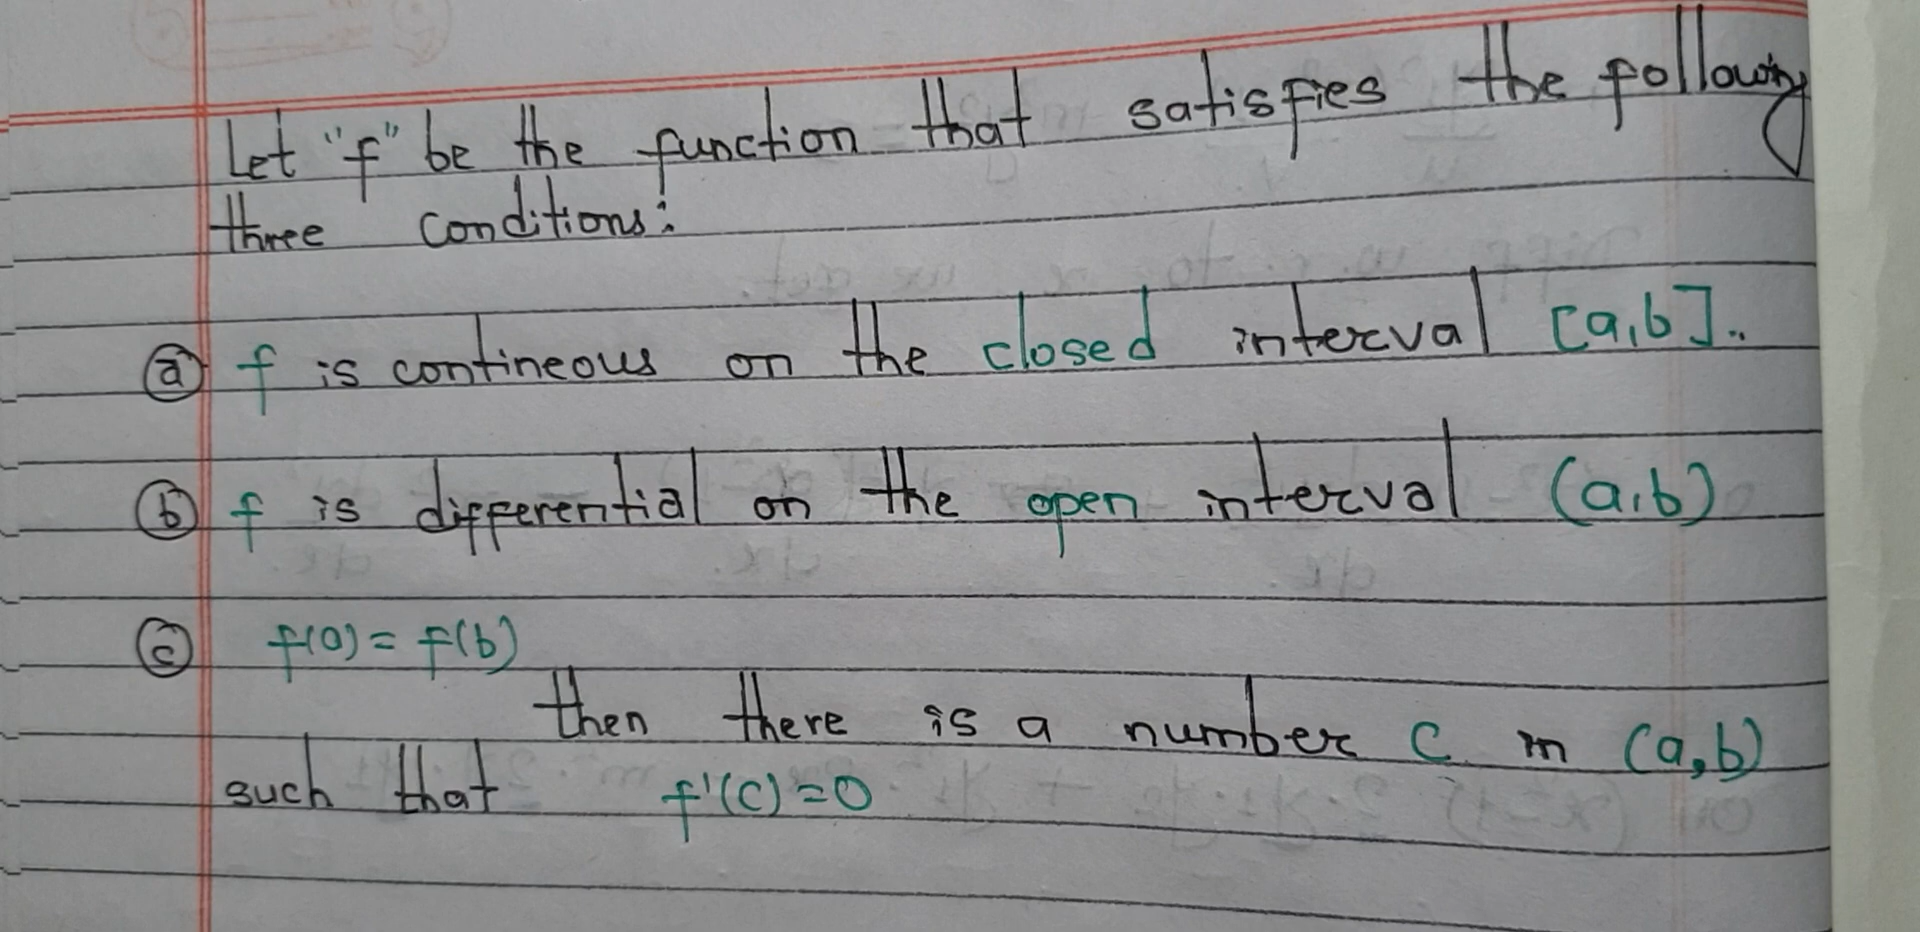 Let "f" be the function that satisfies the following
three conditions:
ⓐ f is contineous on the closed interval [a,b]..
ⓑ f is differential on the open interval (a,b)
ⓒ f(a) = f(b)
then there is a number c in (a,b)
such that f'(c)=0